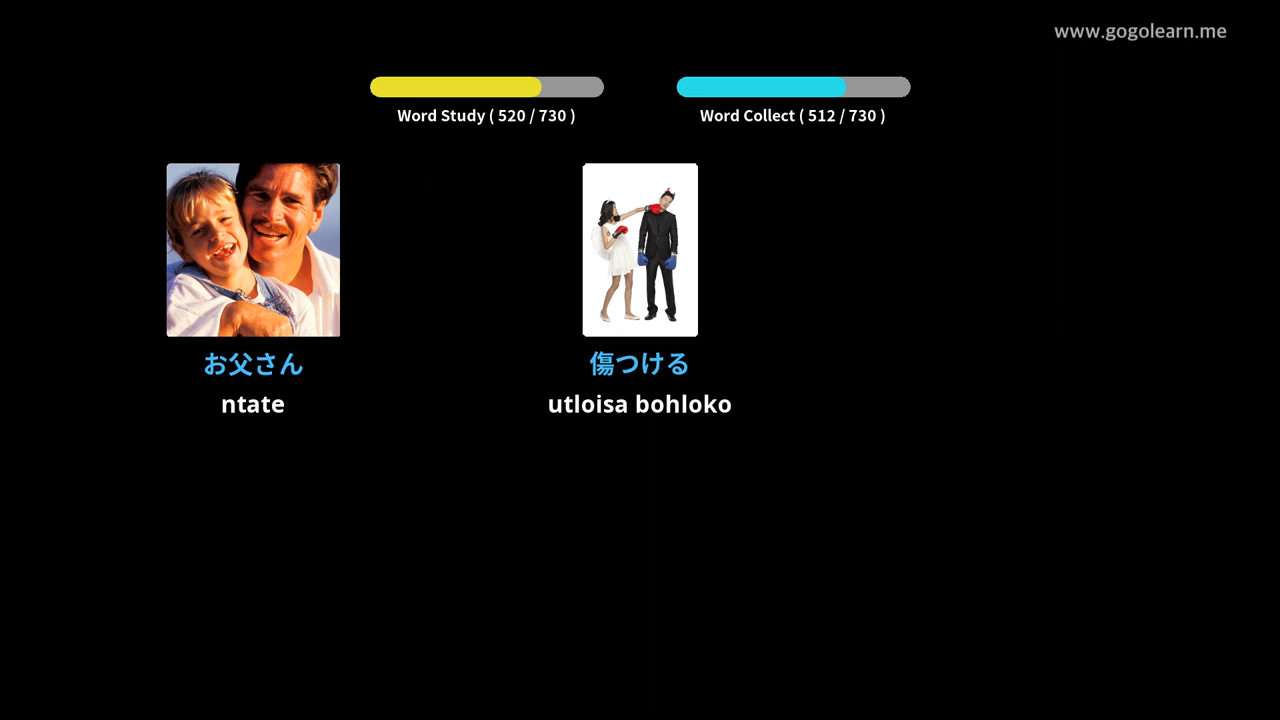 www.gogolearn.me
Word Study ( 520 / 730 )
Word Collect ( 512 / 730 )
お父さん
ntate
傷つける
utloisa bohloko